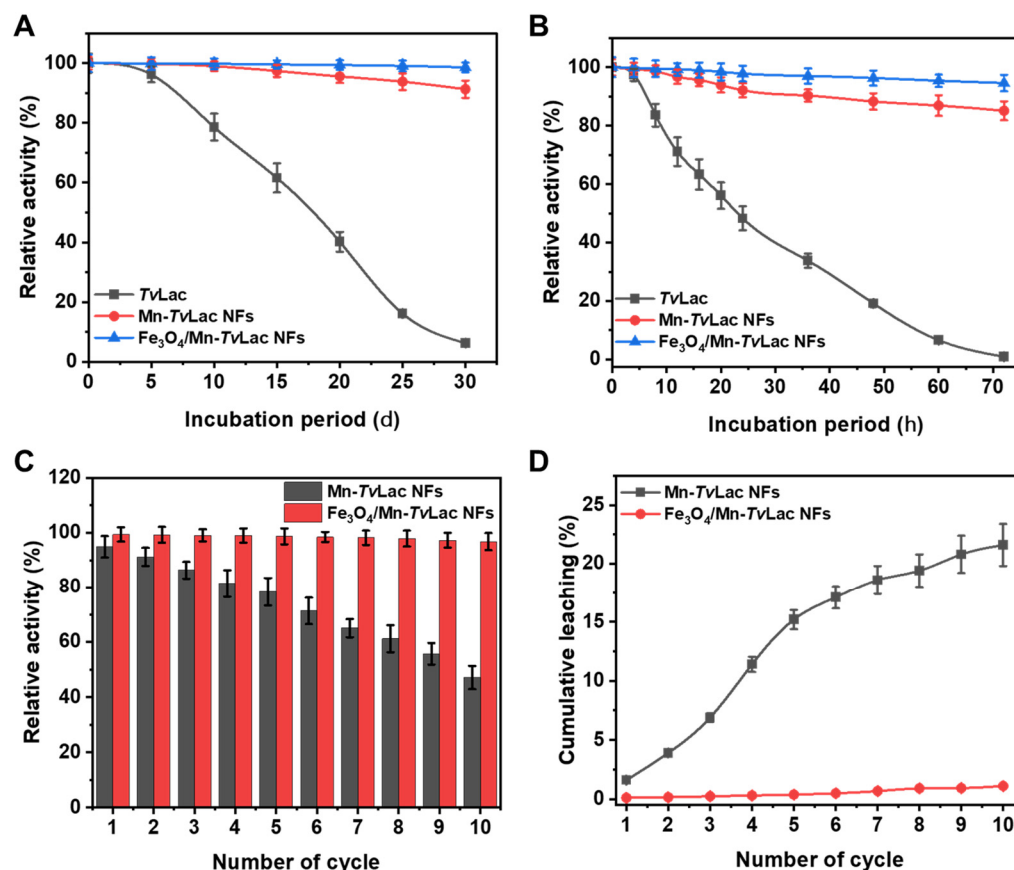 A
Relative activity (%)
100
80
60
40
20
0
TvLac
Mn-TvLac NFs
Fe₃O₄/Mn-TvLac NFs
0 5 10 15 20 25 30
Incubation period (d)
B
Relative activity (%)
100
80
60
40
20
0
TvLac
Mn-TvLac NFs
Fe₃O₄/Mn-TvLac NFs
0 10 20 30 40 50 60 70
Incubation period (h)
C
Relative activity (%)
120
100
80
60
40
20
0
Mn-TvLac NFs
Fe₃O₄/Mn-TvLac NFs
1 2 3 4 5 6 7 8 9 10
Number of cycle
D
Cumulative leaching (%)
25
20
15
10
5
0
Mn-TvLac NFs
Fe₃O₄/Mn-TvLac NFs
1 2 3 4 5 6 7 8 9 10
Number of cycle